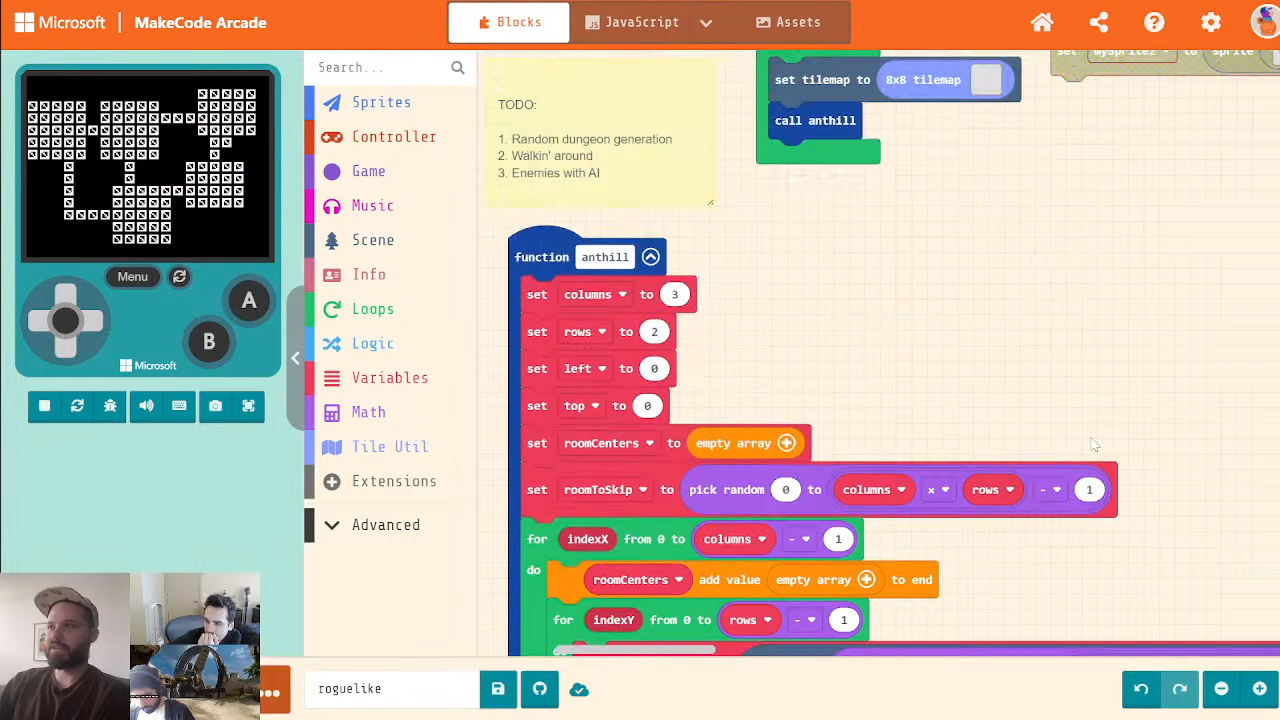 Microsoft
MakeCode Arcade
Blocks
JavaScript
Assets
Menu
A
B
Microsoft
Search...
Sprites
Controller
Game
Music
Scene
Info
Loops
Logic
Variables
Math
Tile Util
Extensions
Advanced
TODO:
1. Random dungeon generation
2. Walkin' around
3. Enemies with AI
set tilemap to 8x8 tilemap
call anthill
set mySprite2 to sprite
function anthill
set columns to 3
set rows to 2
set left to 0
set top to 0
set roomCenters to empty array
set roomToSkip to pick random 0 to columns × rows - 1
for indexX from 0 to columns - 1
do
roomCenters add value empty array to end
for indexY from 0 to rows - 1
roguelike